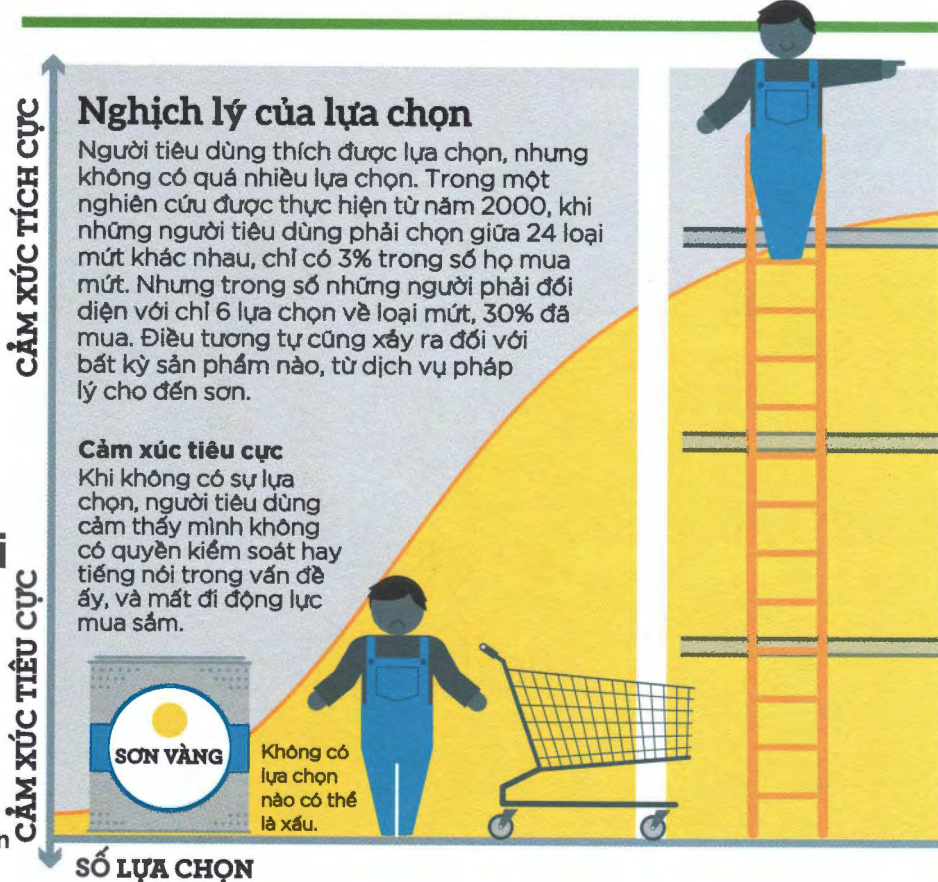 CẢM XÚC TÍCH CỰC
Nghịch lý của lựa chọn
Người tiêu dùng thích được lựa chọn, nhưng
không có quá nhiều lựa chọn. Trong một
nghiên cứu được thực hiện từ năm 2000, khi
những người tiêu dùng phải chọn giữa 24 loại
mứt khác nhau, chỉ có 3% trong số họ mua
mứt. Nhưng trong số những người phải đối
diện với chỉ 6 lựa chọn về loại mứt, 30% đã
mua. Điều tương tự cũng xảy ra đối với
bất kỳ sản phẩm nào, từ dịch vụ pháp
lý cho đến sơn.
Cảm xúc tiêu cực
Khi không có sự lựa
chọn, người tiêu dùng
cảm thấy mình không
có quyền kiểm soát hay
tiếng nói trong vấn đề
ấy, và mất đi động lực
mua sắm.
CẢM XÚC TIÊU CỰC
SƠN VÀNG
Không có
lựa chọn
nào có thể
là xấu.
SỐ LỰA CHỌN